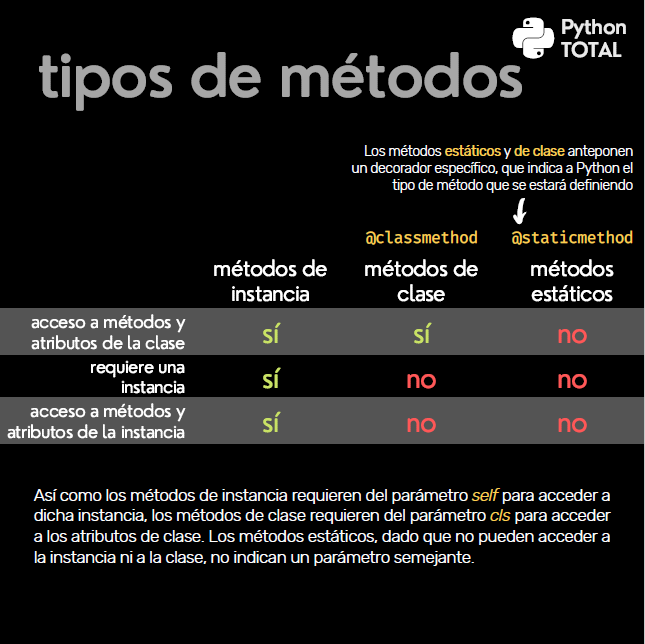 Python
TOTAL
tipos de métodos
Los métodos estáticos y de clase anteponen
un decorador específico, que indica a Python el
tipo de método que se estará definiendo
@classmethod @staticmethod
métodos de instancia métodos de clase métodos estáticos
acceso a métodos y
atributos de la clase sí sí no
requiere una
instancia sí no no
acceso a métodos y
atributos de la instancia sí no no
Así como los métodos de instancia requieren del parámetro self para acceder a
dicha instancia, los métodos de clase requieren del parámetro cls para acceder
a los atributos de clase. Los métodos estáticos, dado que no pueden acceder a
la instancia ni a la clase, no indican un parámetro semejante.